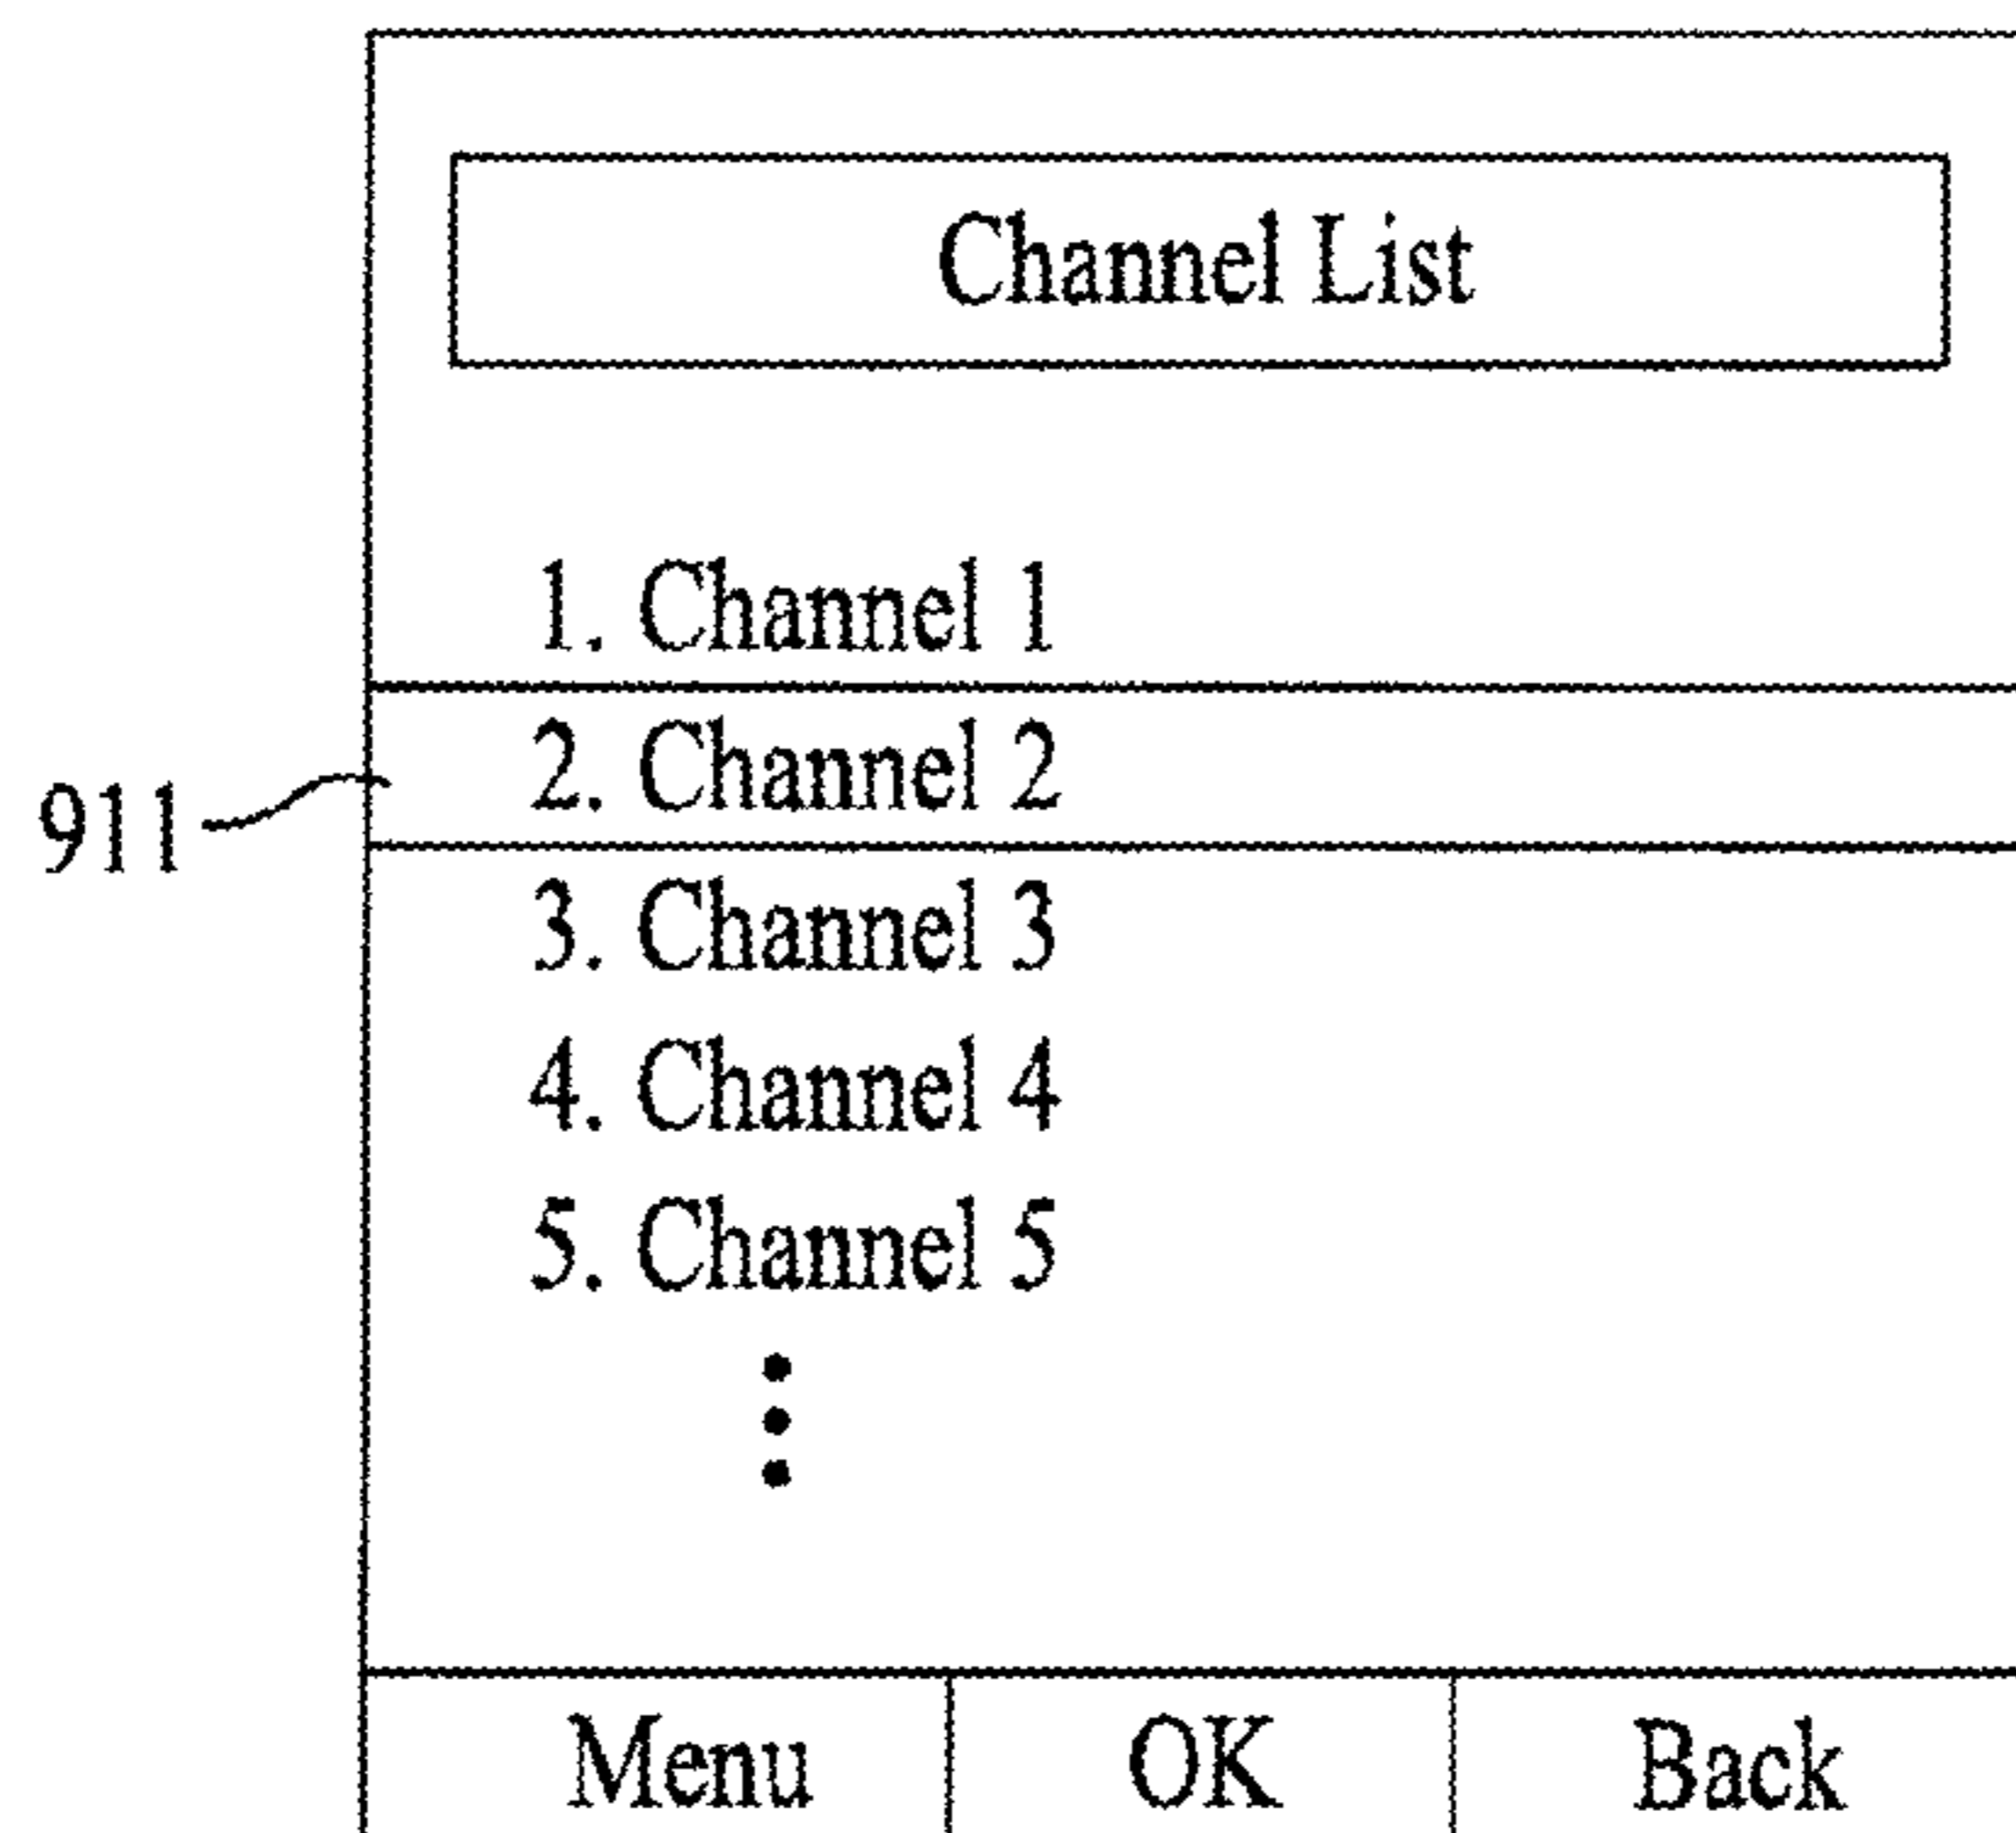 Channel List
1. Channel 1
2. Channel 2
911
3. Channel 3
4. Channel 4
5. Channel 5
Menu OK Back